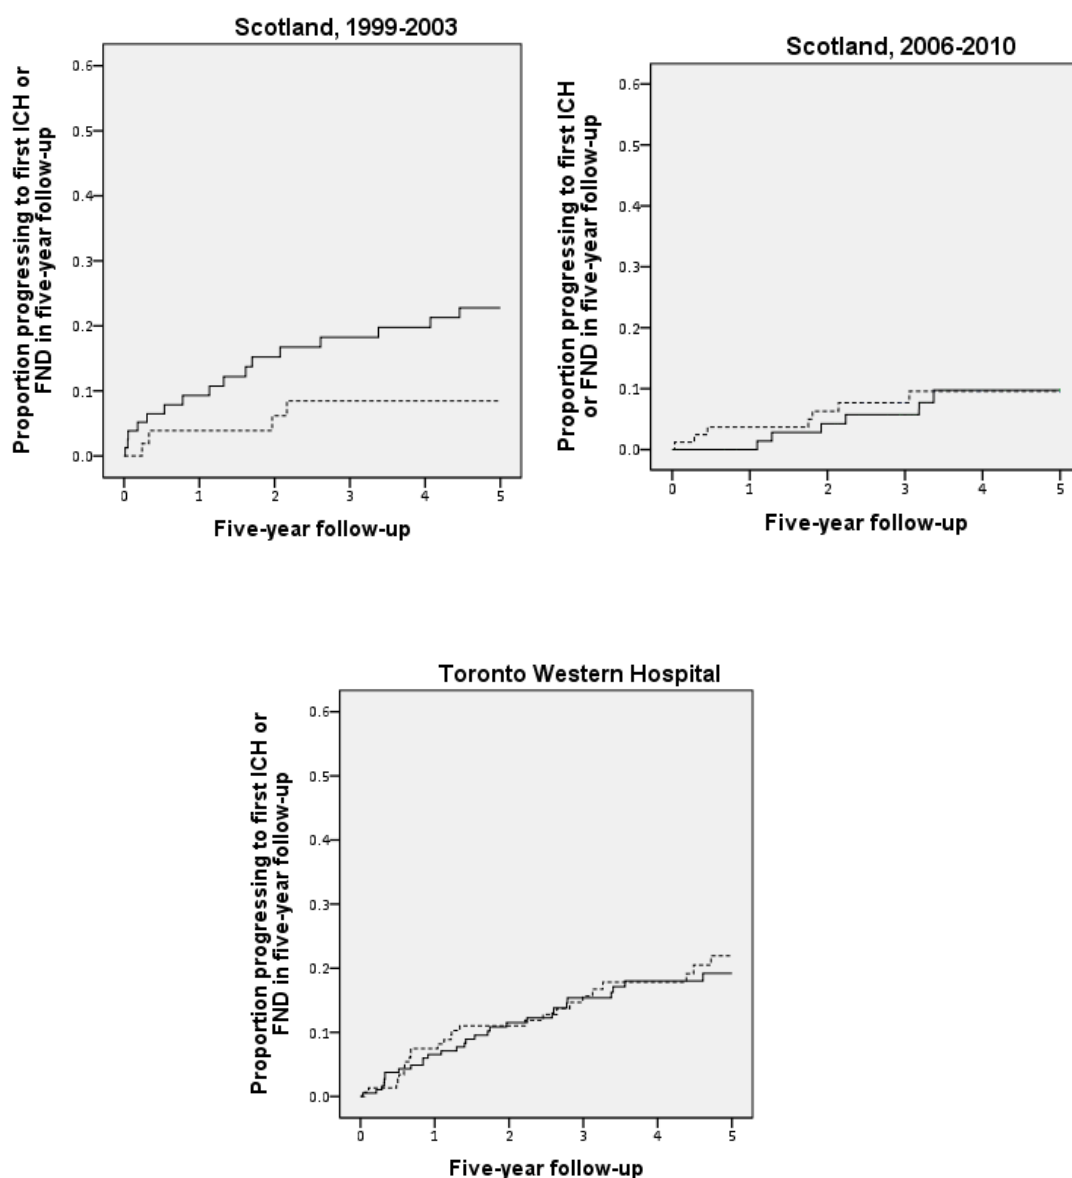 Scotland, 1999-2003
Proportion progressing to first ICH or
FND in five-year follow-up
0.6
0.5
0.4
0.3
0.2
0.1
0.0
0 1 2 3 4 5
Five-year follow-up
Scotland, 2006-2010
Proportion progressing to first ICH
or FND in five-year follow-up
0.6
0.5
0.4
0.3
0.2
0.1
0.0
0 1 2 3 4 5
Five-year follow-up
Toronto Western Hospital
Proportion progressing to first ICH or
FND in five-year follow-up
0.6
0.5
0.4
0.3
0.2
0.1
0.0
0 1 2 3 4 5
Five-year follow-up